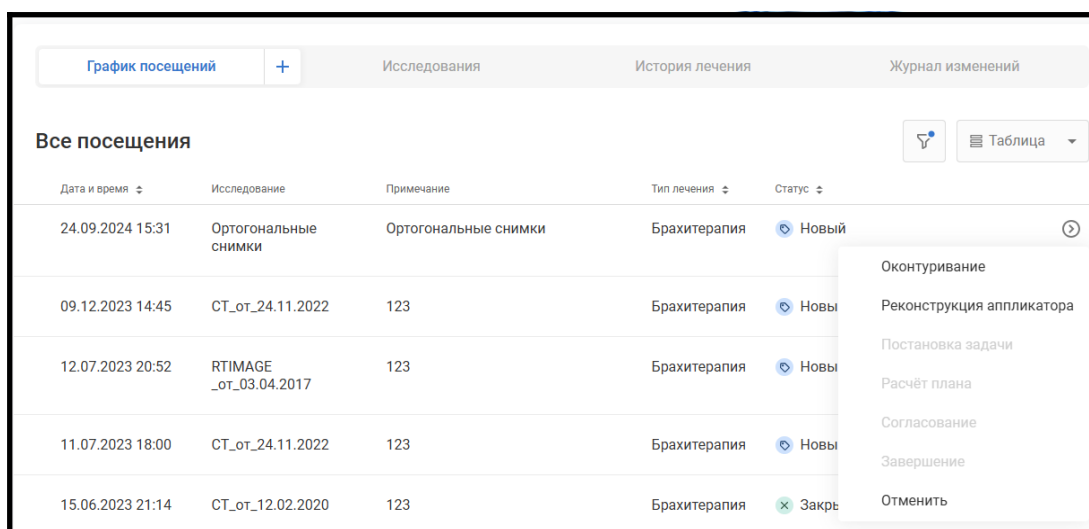 График посещений + Исследования История лечения Журнал изменений
Все посещения Таблица
Дата и время Исследование Примечание Тип лечения Статус
24.09.2024 15:31 Ортогональные Ортогональные снимки Брахитерапия Новый
снимки
Оконтуривание
09.12.2023 14:45 CT_от_24.11.2022 123 Брахитерапия Новы Реконструкция аппликатора
Постановка задачи
12.07.2023 20:52 RTIMAGE 123 Брахитерапия Новы
_от_03.04.2017 Расчёт плана
Согласование
11.07.2023 18:00 CT_от_24.11.2022 123 Брахитерапия Новы
Завершение
15.06.2023 21:14 CT_от_12.02.2020 123 Брахитерапия Закры Отменить